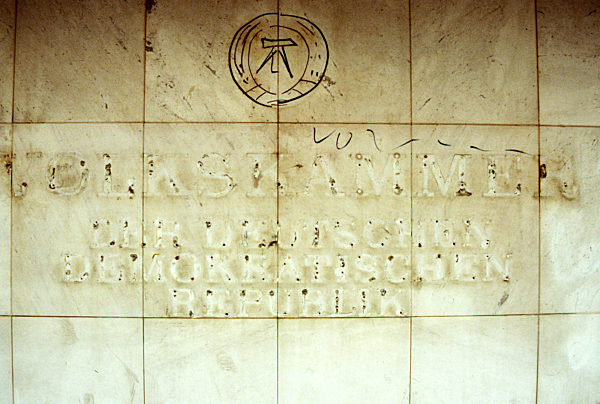 VOLKSKAMMER
DER DEUTSCHEN
DEMOKRATISCHEN
REPUBLIK